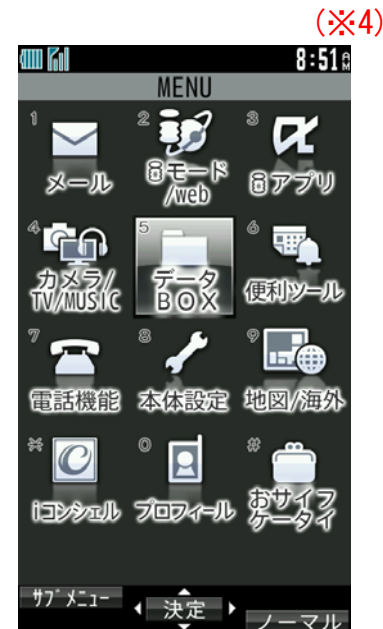 (※4)
8:51AM
MENU
1
メール
2
iモード
/web
3
iアプリ
4
カメラ/
TV/MUSIC
5
データ
BOX
6
便利ツール
7
電話機能
8
本体設定
9
地図/海外
*
iコンシェル
0
プロフィール
#
おサイフ
ケータイ
サブメニュー
決定
ノーマル